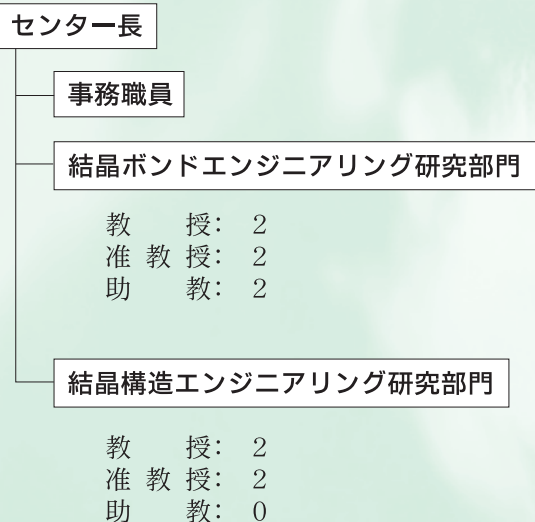 センター長
事務職員
結晶ボンドエンジニアリング研究部門
教　　授： 2
准 教 授： 2
助　　教： 2
結晶構造エンジニアリング研究部門
教　　授： 2
准 教 授： 2
助　　教： 0